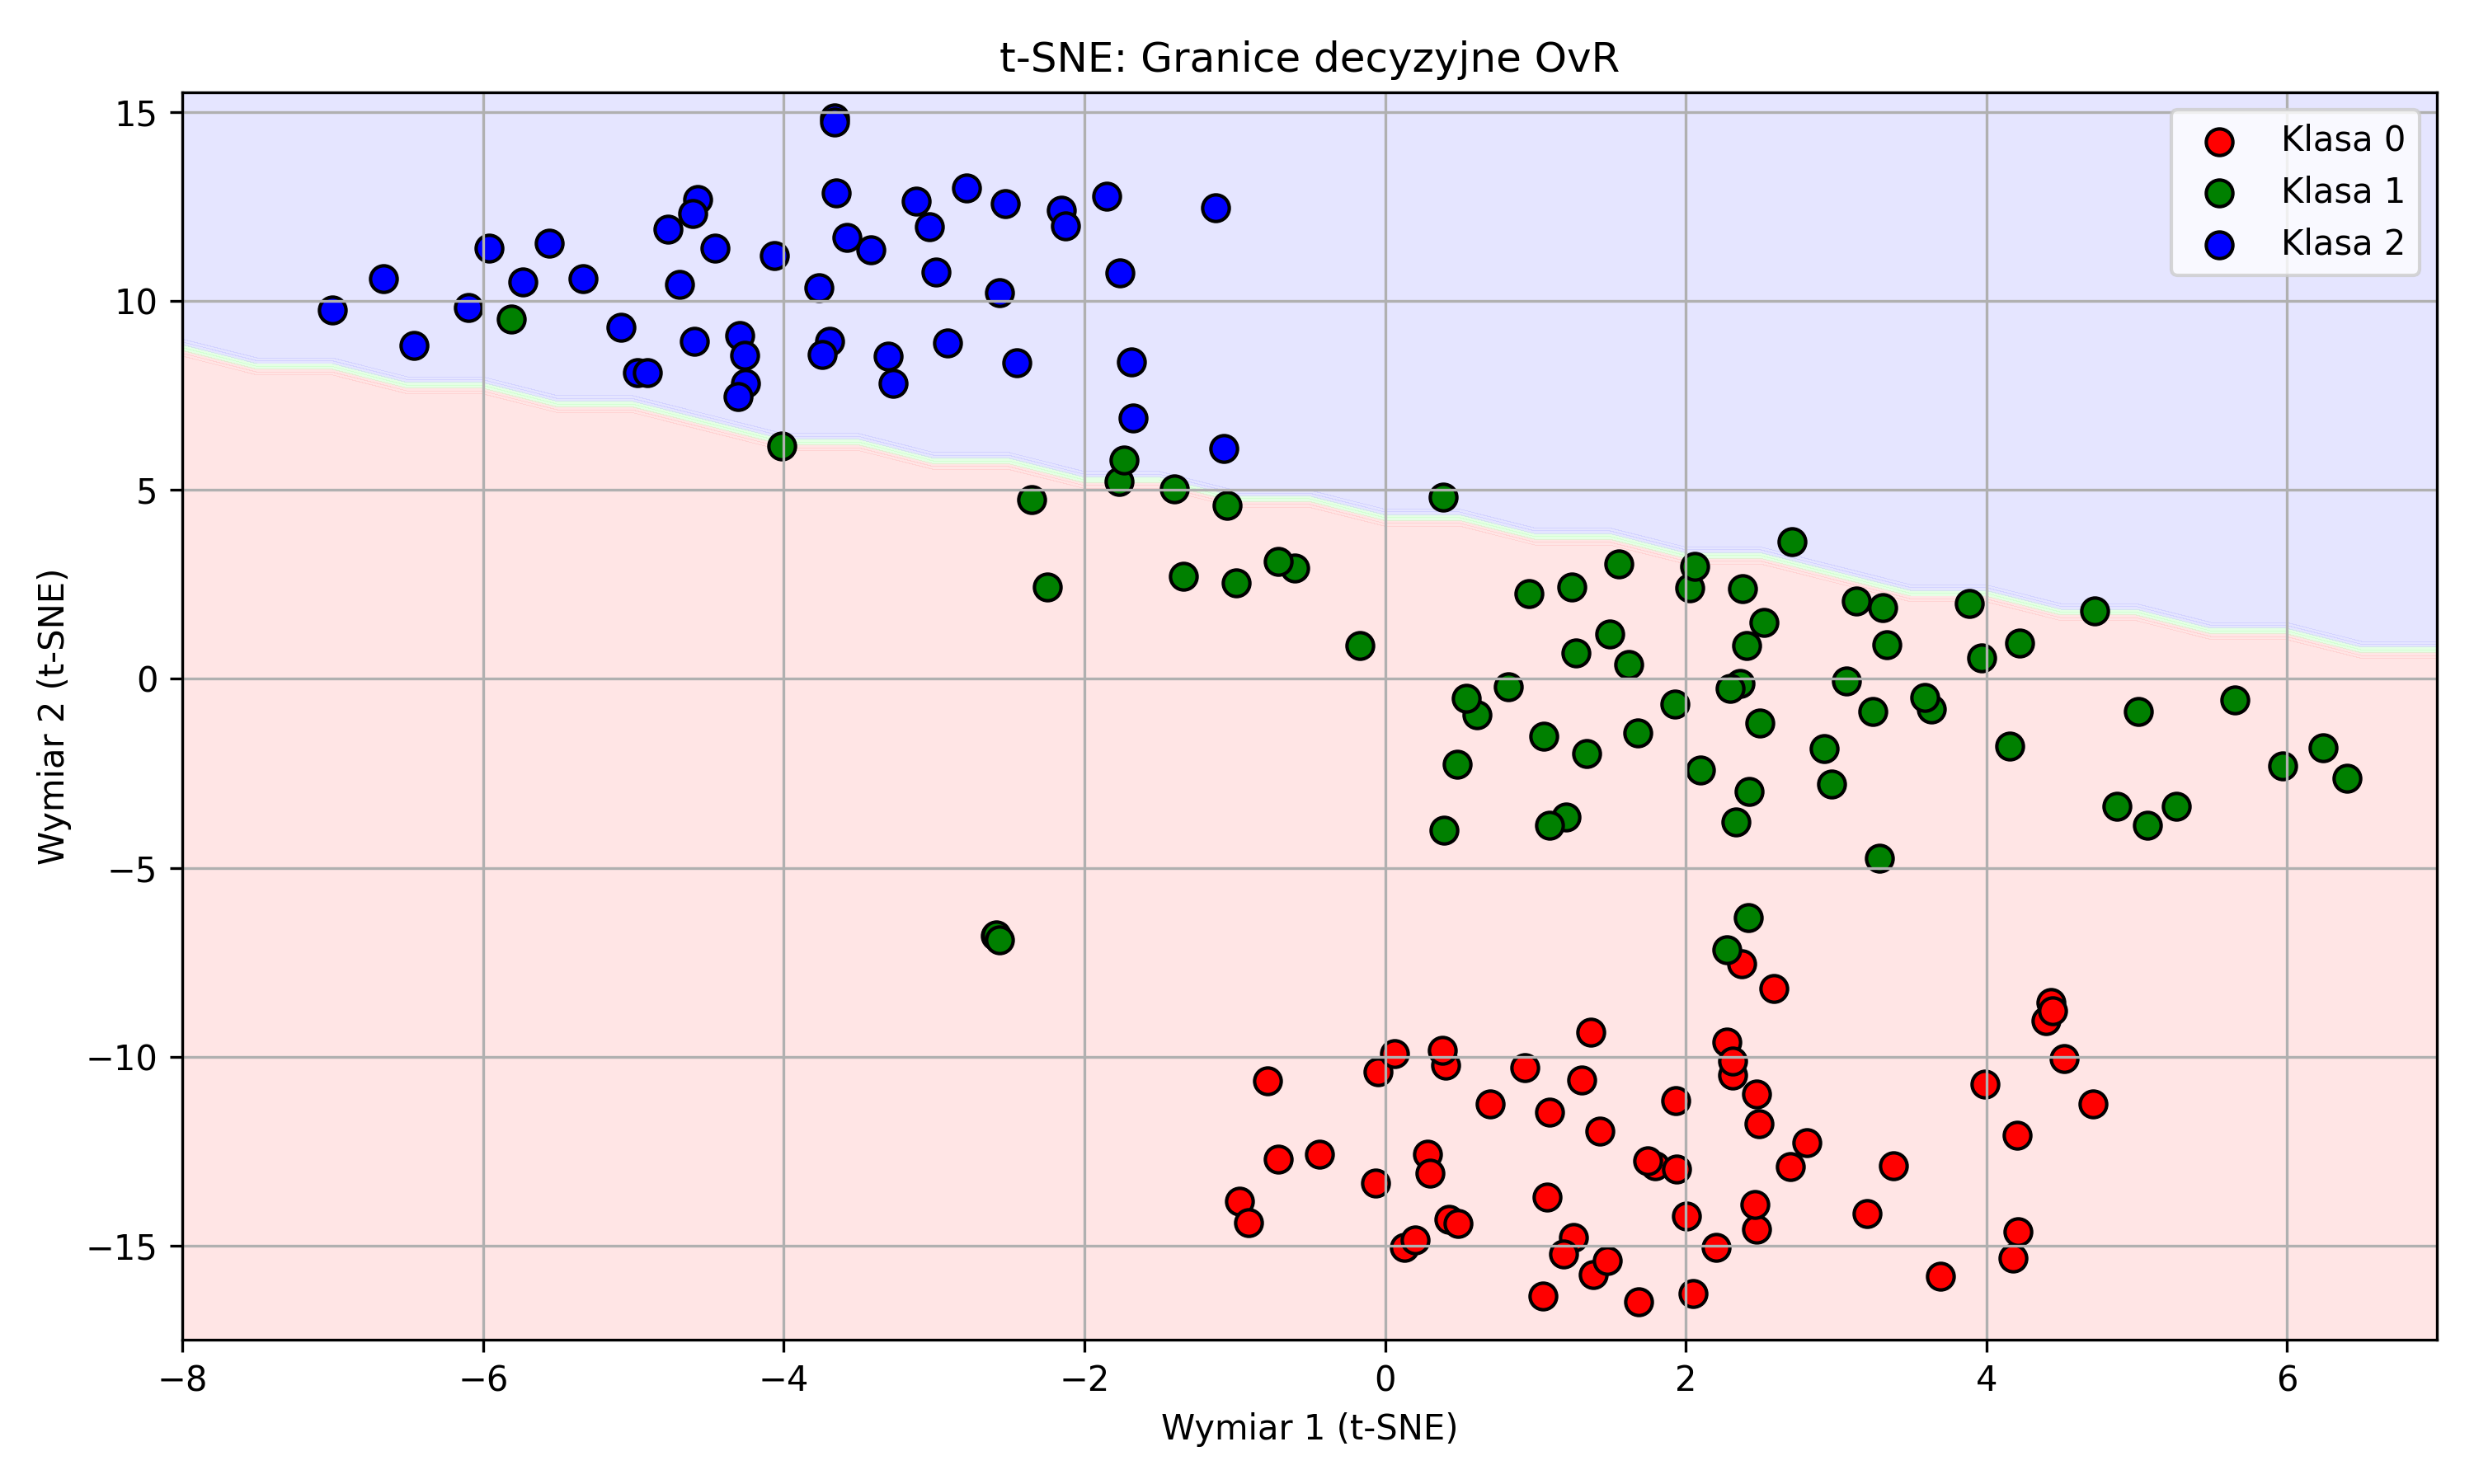 t-SNE: Granice decyzyjne OvR
Klasa 0
Klasa 1
Klasa 2
15
10
5
0
−5
−10
−15
Wymiar 2 (t-SNE)
−8 −6 −4 −2 0 2 4 6
Wymiar 1 (t-SNE)